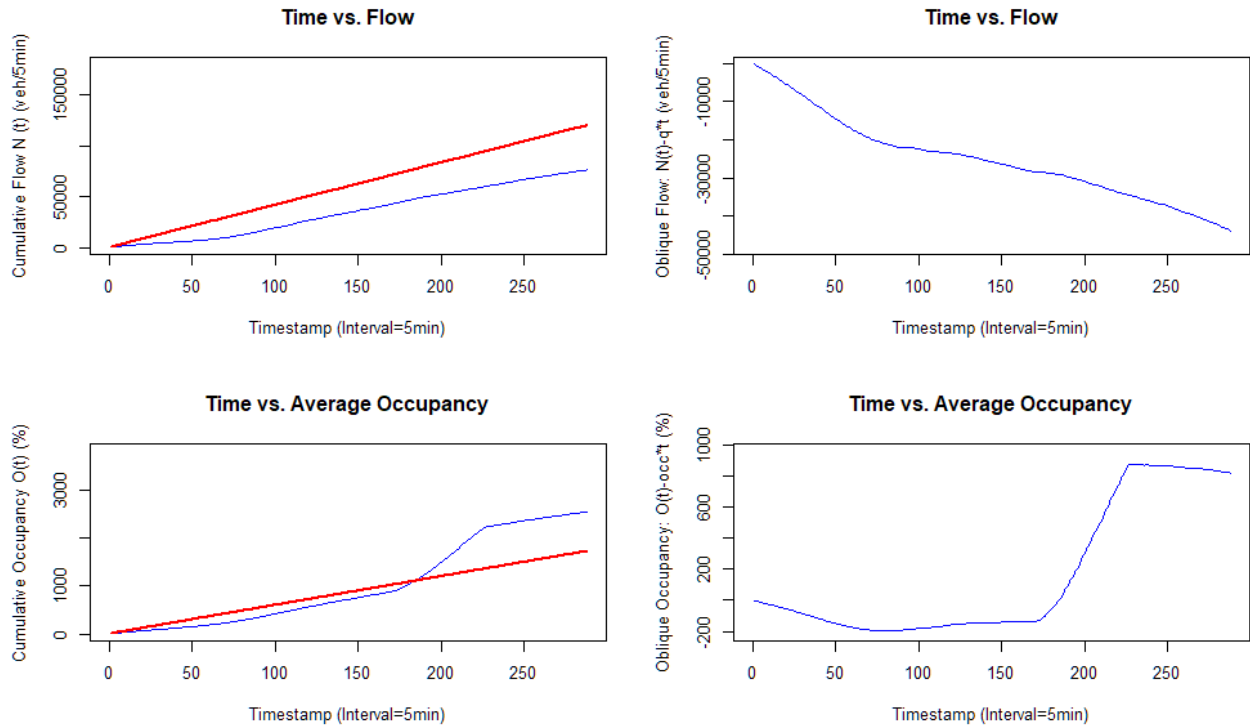 Time vs. Flow
Cumulative Flow N (t) (veh/5min)
0 50000 150000
0 50 100 150 200 250
Timestamp (Interval=5min)
Time vs. Flow
Oblique Flow: N(t)-q*t (veh/5min)
-50000 -30000 -10000
0 50 100 150 200 250
Timestamp (Interval=5min)
Time vs. Average Occupancy
Cumulative Occupancy O(t) (%)
0 1000 3000
0 50 100 150 200 250
Timestamp (Interval=5min)
Time vs. Average Occupancy
Oblique Occupancy: O(t)-occ*t (%)
-200 200 600 1000
0 50 100 150 200 250
Timestamp (Interval=5min)